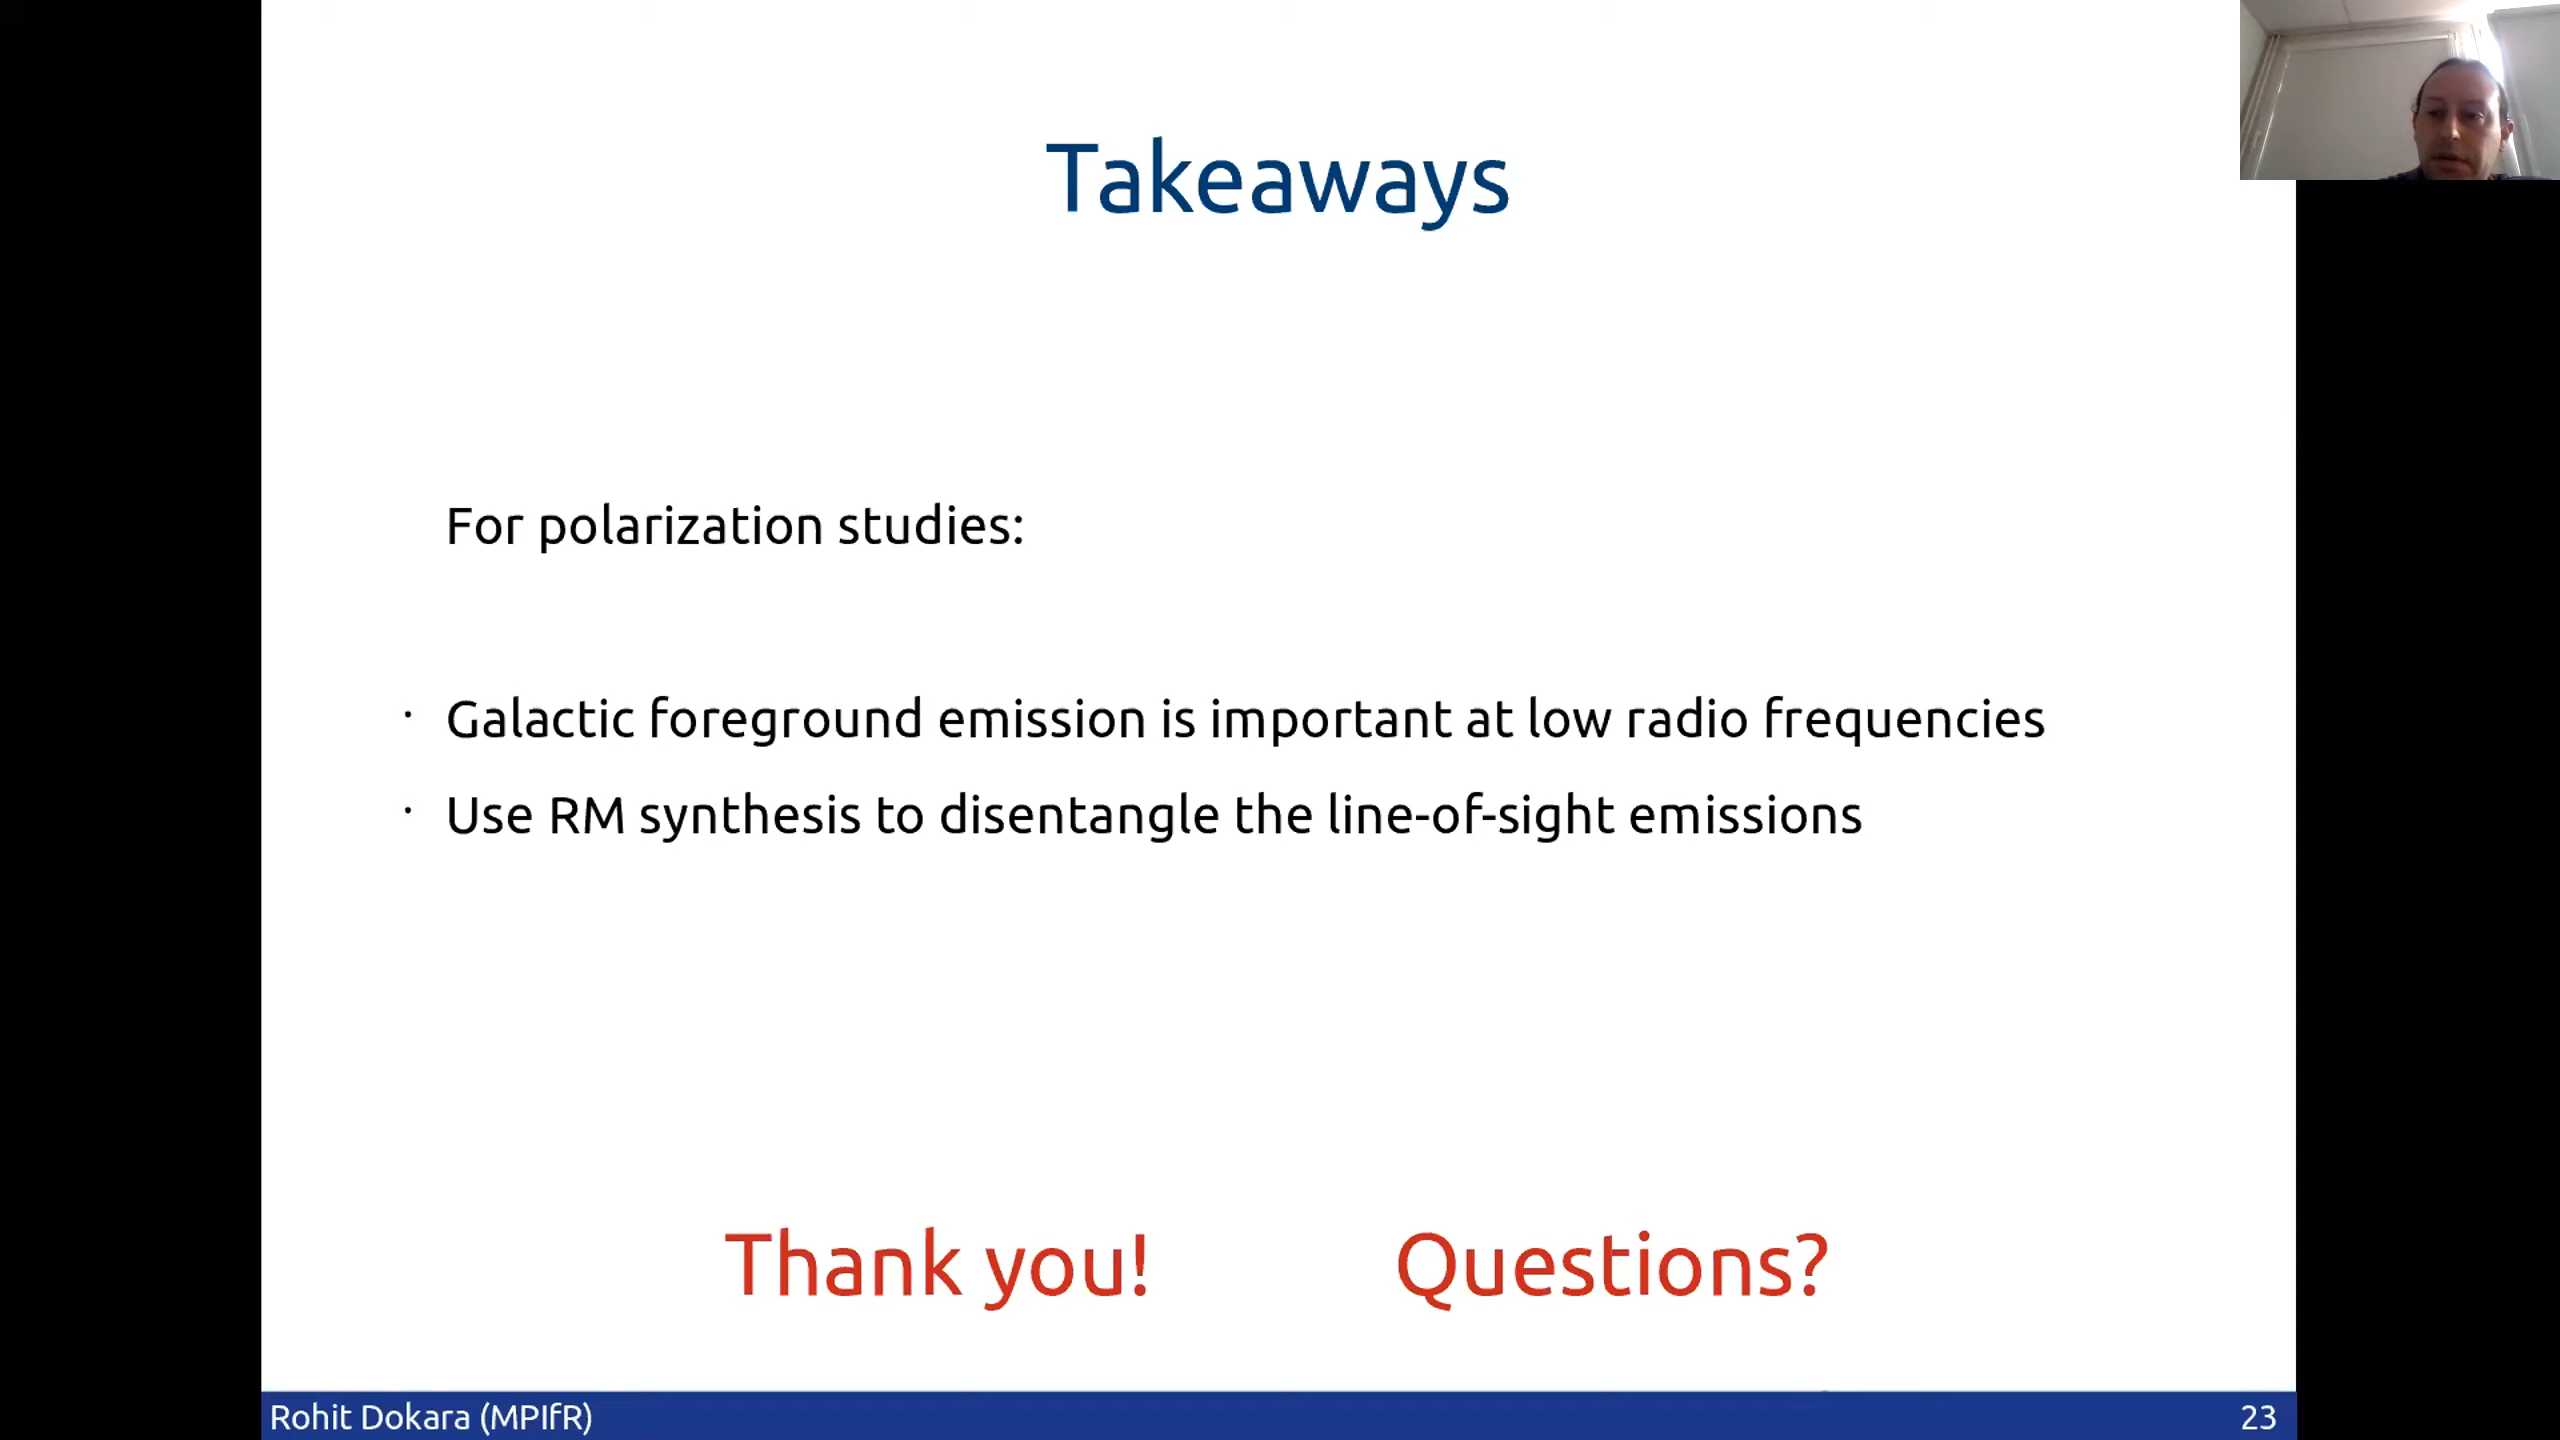 Takeaways
For polarization studies:
· Galactic foreground emission is important at low radio frequencies
· Use RM synthesis to disentangle the line-of-sight emissions
Thank you! Questions?
Rohit Dokara (MPIfR) 23